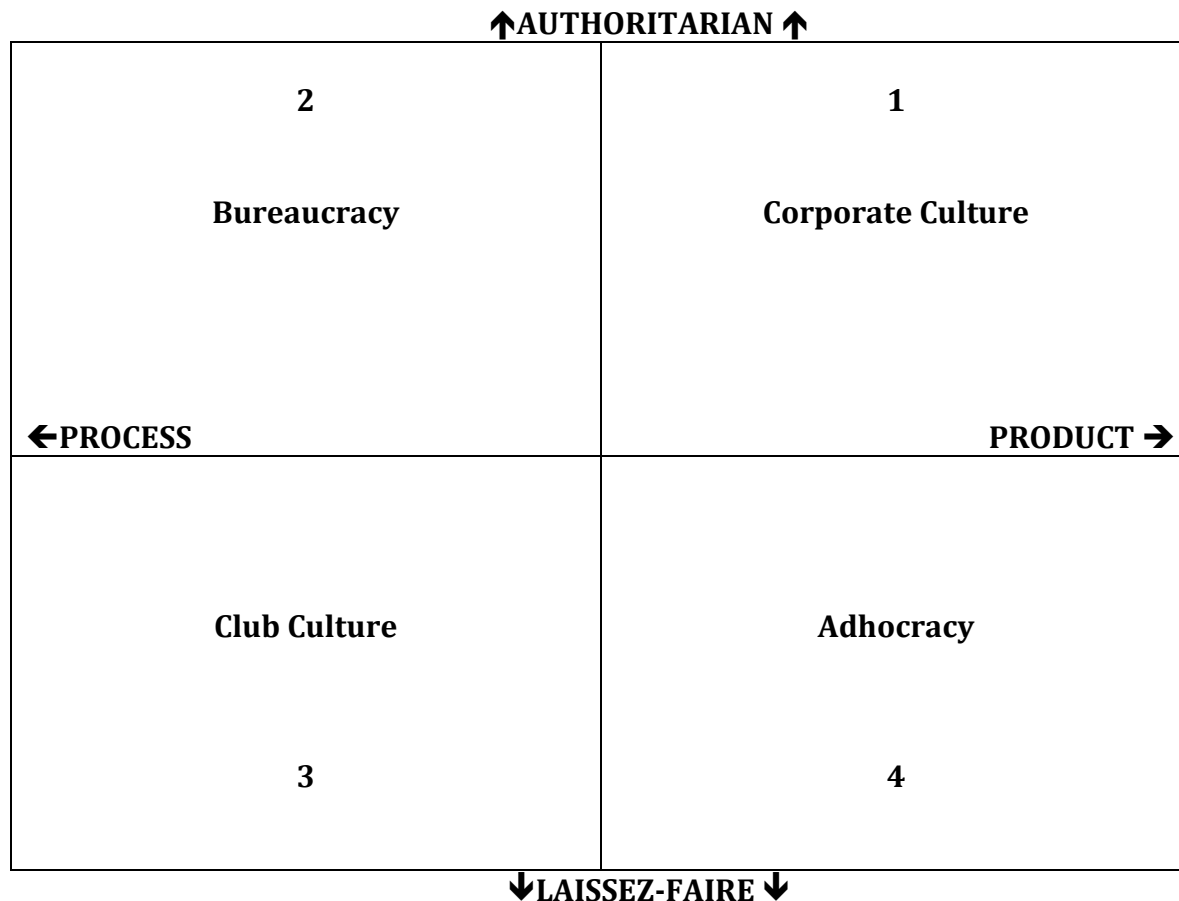 ↑AUTHORITARIAN ↑
2 1
Bureaucracy Corporate Culture
←PROCESS PRODUCT →
Club Culture Adhocracy
3 4
↓LAISSEZ-FAIRE ↓